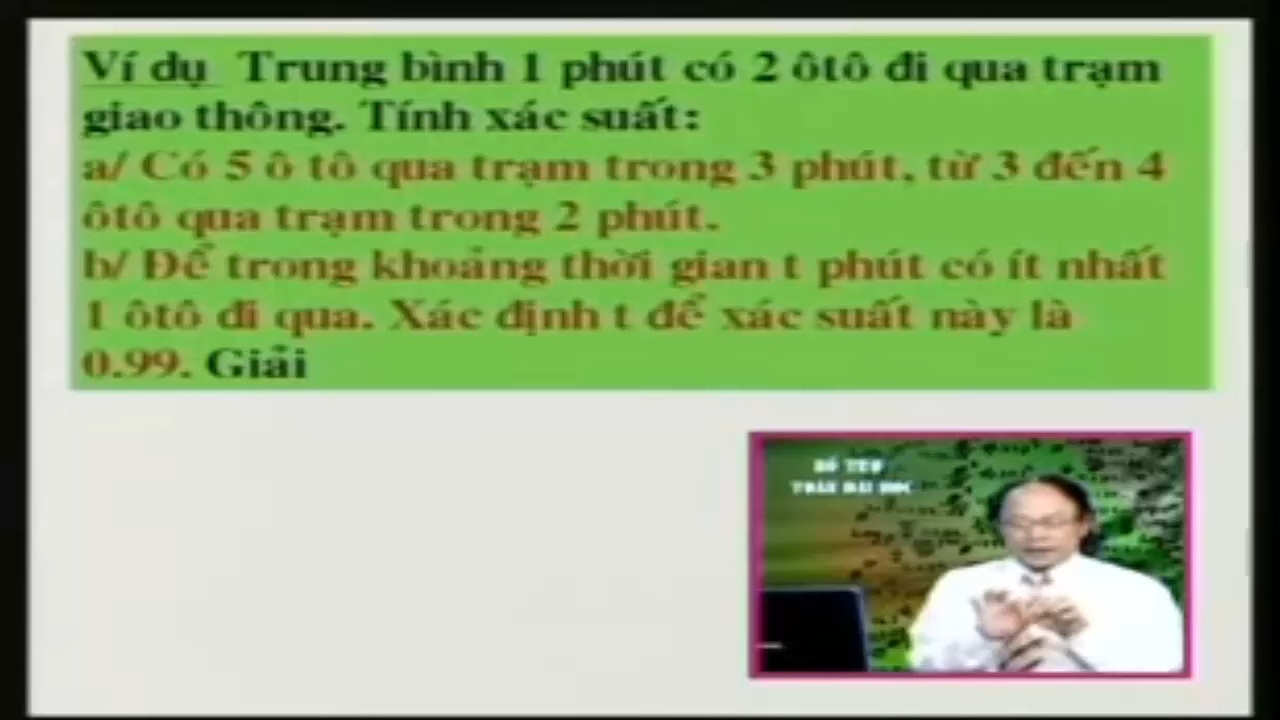 Ví dụ Trung bình 1 phút có 2 ôtô đi qua trạm
giao thông. Tính xác suất:
a/ Có 5 ô tô qua trạm trong 3 phút, từ 3 đến 4
ôtô qua trạm trong 2 phút.
b/ Để trong khoảng thời gian t phút có ít nhất
1 ôtô đi qua. Xác định t để xác suất này là
0.99. Giải